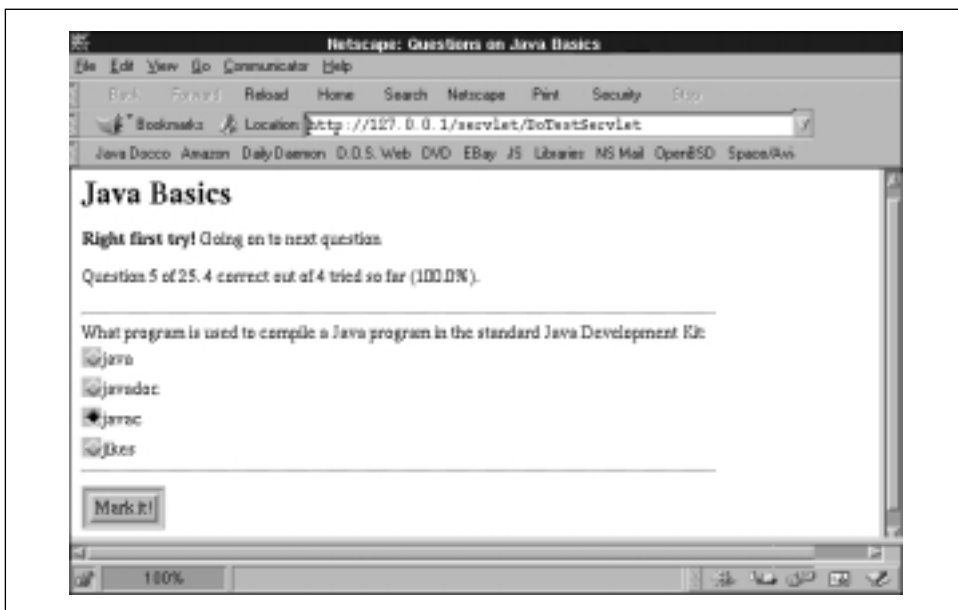 Netscape: Questions on Java Basics
File Edit View Go Communicator Help
Back Forward Reload Home Search Netscape Print Security Stop
Bookmarks Location: http://127.0.0.1/servlet/DoTestServlet
Java Docco Amazon Daily Daemon D.O.S. Web DVD EBay JS Libraries NS Mail OpenBSD Space/Avi
Java Basics
Right first try! Going on to next question
Question 5 of 25. 4 correct out of 4 tried so far (100.0%).
What program is used to compile a Java program in the standard Java Development Kit:
java
javadoc
javac
jikes
Mark it!
100%